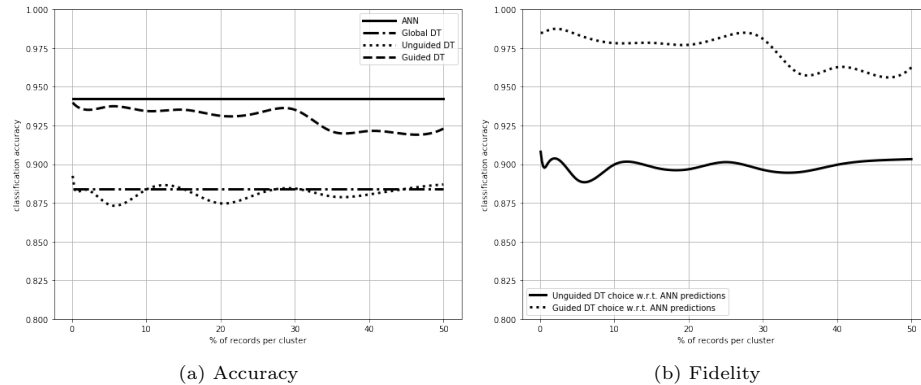 1.000
0.975
0.950
0.925
0.900
0.875
0.850
0.825
0.800
classification accuracy
ANN
Global DT
Unguided DT
Guided DT
0 10 20 30 40 50
% of records per cluster
(a) Accuracy
1.000
0.975
0.950
0.925
0.900
0.875
0.850
0.825
0.800
classification accuracy
Unguided DT choice w.r.t. ANN predictions
Guided DT choice w.r.t. ANN predictions
0 10 20 30 40 50
% of records per cluster
(b) Fidelity